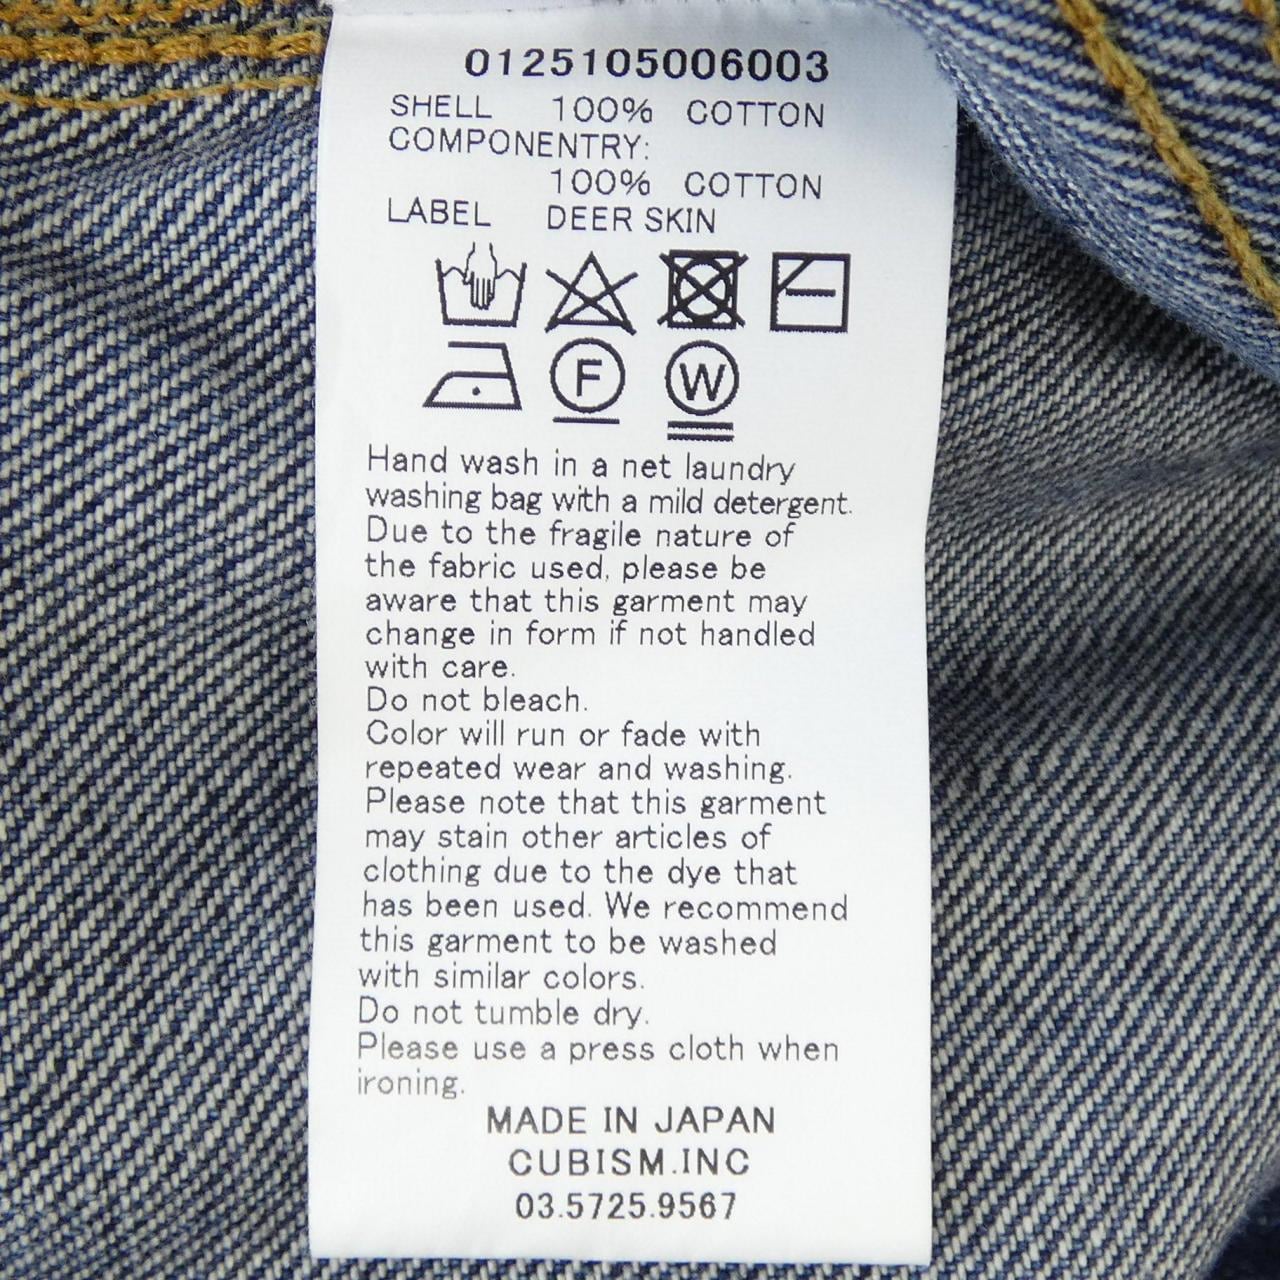 0125105006003
SHELL 100% COTTON
COMPONENTRY:
100% COTTON
LABEL DEER SKIN
F W
Hand wash in a net laundry
washing bag with a mild detergent.
Due to the fragile nature of
the fabric used, please be
aware that this garment may
change in form if not handled
with care.
Do not bleach.
Color will run or fade with
repeated wear and washing.
Please note that this garment
may stain other articles of
clothing due to the dye that
has been used. We recommend
this garment to be washed
with similar colors.
Do not tumble dry.
Please use a press cloth when
ironing.
MADE IN JAPAN
CUBISM.INC
03.5725.9567